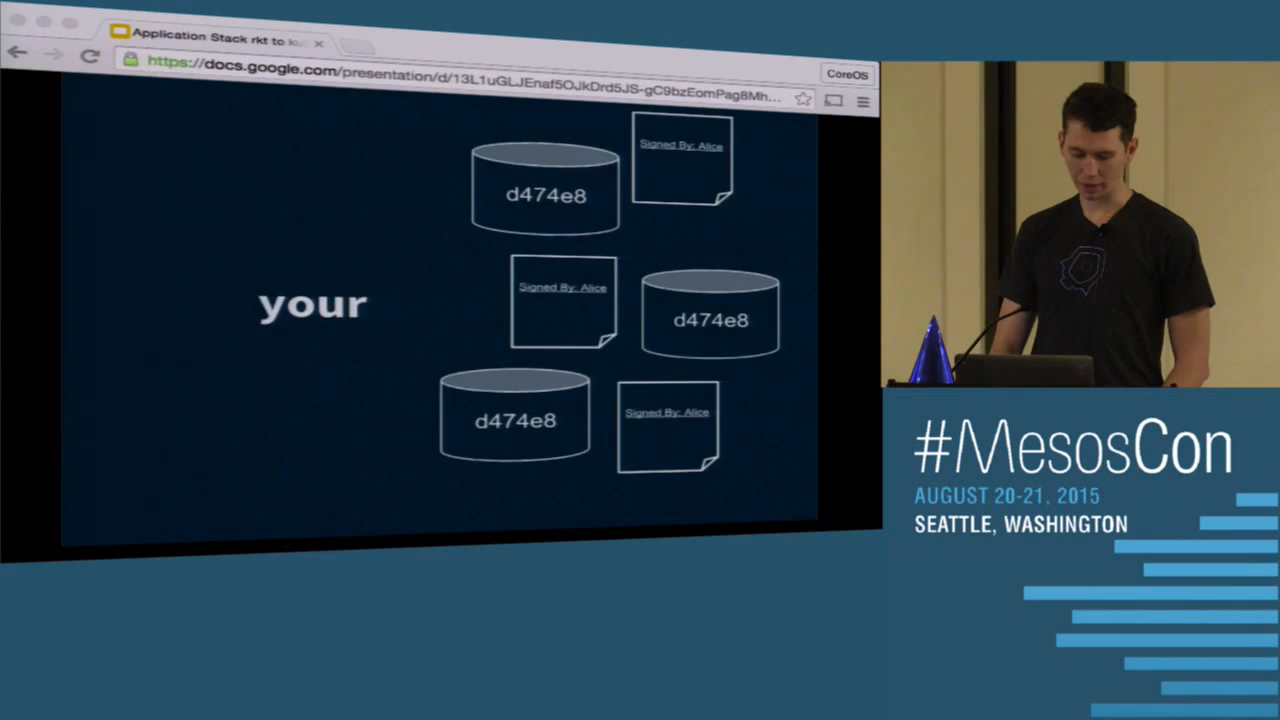 Application Stack rkt to
CoreOS
https://docs.google.com/presentation/d/13L1uGLJEnaf5OJkDrd5JS-gC9bzEomPag8Mh...
Signed By: Alice
d474e8
Signed By: Alice
your
d474e8
d474e8
Signed By: Alice
#MesosCon
AUGUST 20-21, 2015
SEATTLE, WASHINGTON